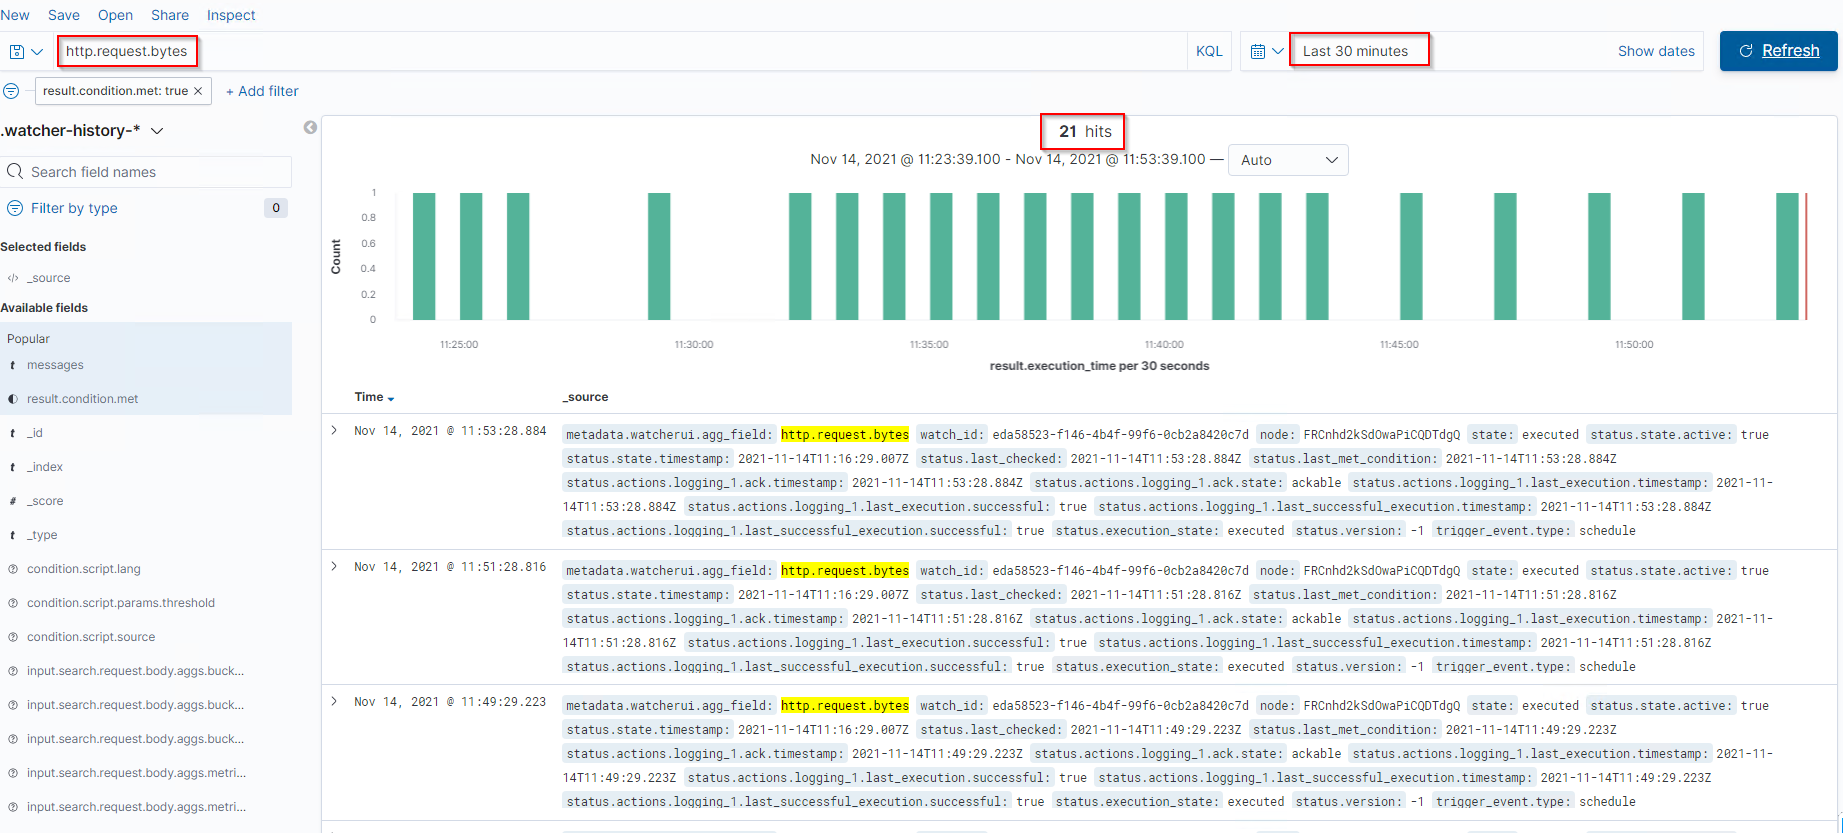 New Save Open Share Inspect
http.request.bytes KQL Last 30 minutes Show dates Refresh
result.condition.met: true × + Add filter
.watcher-history-*
21 hits
Nov 14, 2021 @ 11:23:39.100 - Nov 14, 2021 @ 11:53:39.100 — Auto
Search field names
Filter by type 0
Selected fields
_source
Available fields
Popular
t messages
result.condition.met
t _id
t _index
# _score
t _type
condition.script.lang
condition.script.params.threshold
condition.script.source
input.search.request.body.aggs.buck...
input.search.request.body.aggs.buck...
input.search.request.body.aggs.buck...
input.search.request.body.aggs.metri...
input.search.request.body.aggs.metri...
Count
1
0.8
0.6
0.4
0.2
0
11:25:00 11:30:00 11:35:00 11:40:00 11:45:00 11:50:00
result.execution_time per 30 seconds
Time _source
Nov 14, 2021 @ 11:53:28.884 metadata.watcherui.agg_field: http.request.bytes watch_id: eda58523-f146-4b4f-99f6-0cb2a8420c7d node: FRCnhd2kSdOwaPiCQDTdgQ state: executed status.state.active: true
status.state.timestamp: 2021-11-14T11:16:29.007Z status.last_checked: 2021-11-14T11:53:28.884Z status.last_met_condition: 2021-11-14T11:53:28.884Z
status.actions.logging_1.ack.timestamp: 2021-11-14T11:53:28.884Z status.actions.logging_1.ack.state: ackable status.actions.logging_1.last_execution.timestamp: 2021-11-
14T11:53:28.884Z status.actions.logging_1.last_execution.successful: true status.actions.logging_1.last_successful_execution.timestamp: 2021-11-14T11:53:28.884Z
status.actions.logging_1.last_successful_execution.successful: true status.execution_state: executed status.version: -1 trigger_event.type: schedule
Nov 14, 2021 @ 11:51:28.816 metadata.watcherui.agg_field: http.request.bytes watch_id: eda58523-f146-4b4f-99f6-0cb2a8420c7d node: FRCnhd2kSdOwaPiCQDTdgQ state: executed status.state.active: true
status.state.timestamp: 2021-11-14T11:16:29.007Z status.last_checked: 2021-11-14T11:51:28.816Z status.last_met_condition: 2021-11-14T11:51:28.816Z
status.actions.logging_1.ack.timestamp: 2021-11-14T11:51:28.816Z status.actions.logging_1.ack.state: ackable status.actions.logging_1.last_execution.timestamp: 2021-11-
14T11:51:28.816Z status.actions.logging_1.last_execution.successful: true status.actions.logging_1.last_successful_execution.timestamp: 2021-11-14T11:51:28.816Z
status.actions.logging_1.last_successful_execution.successful: true status.execution_state: executed status.version: -1 trigger_event.type: schedule
Nov 14, 2021 @ 11:49:29.223 metadata.watcherui.agg_field: http.request.bytes watch_id: eda58523-f146-4b4f-99f6-0cb2a8420c7d node: FRCnhd2kSdOwaPiCQDTdgQ state: executed status.state.active: true
status.state.timestamp: 2021-11-14T11:16:29.007Z status.last_checked: 2021-11-14T11:49:29.223Z status.last_met_condition: 2021-11-14T11:49:29.223Z
status.actions.logging_1.ack.timestamp: 2021-11-14T11:49:29.223Z status.actions.logging_1.ack.state: ackable status.actions.logging_1.last_execution.timestamp: 2021-11-
14T11:49:29.223Z status.actions.logging_1.last_execution.successful: true status.actions.logging_1.last_successful_execution.timestamp: 2021-11-14T11:49:29.223Z
status.actions.logging_1.last_successful_execution.successful: true status.execution_state: executed status.version: -1 trigger_event.type: schedule